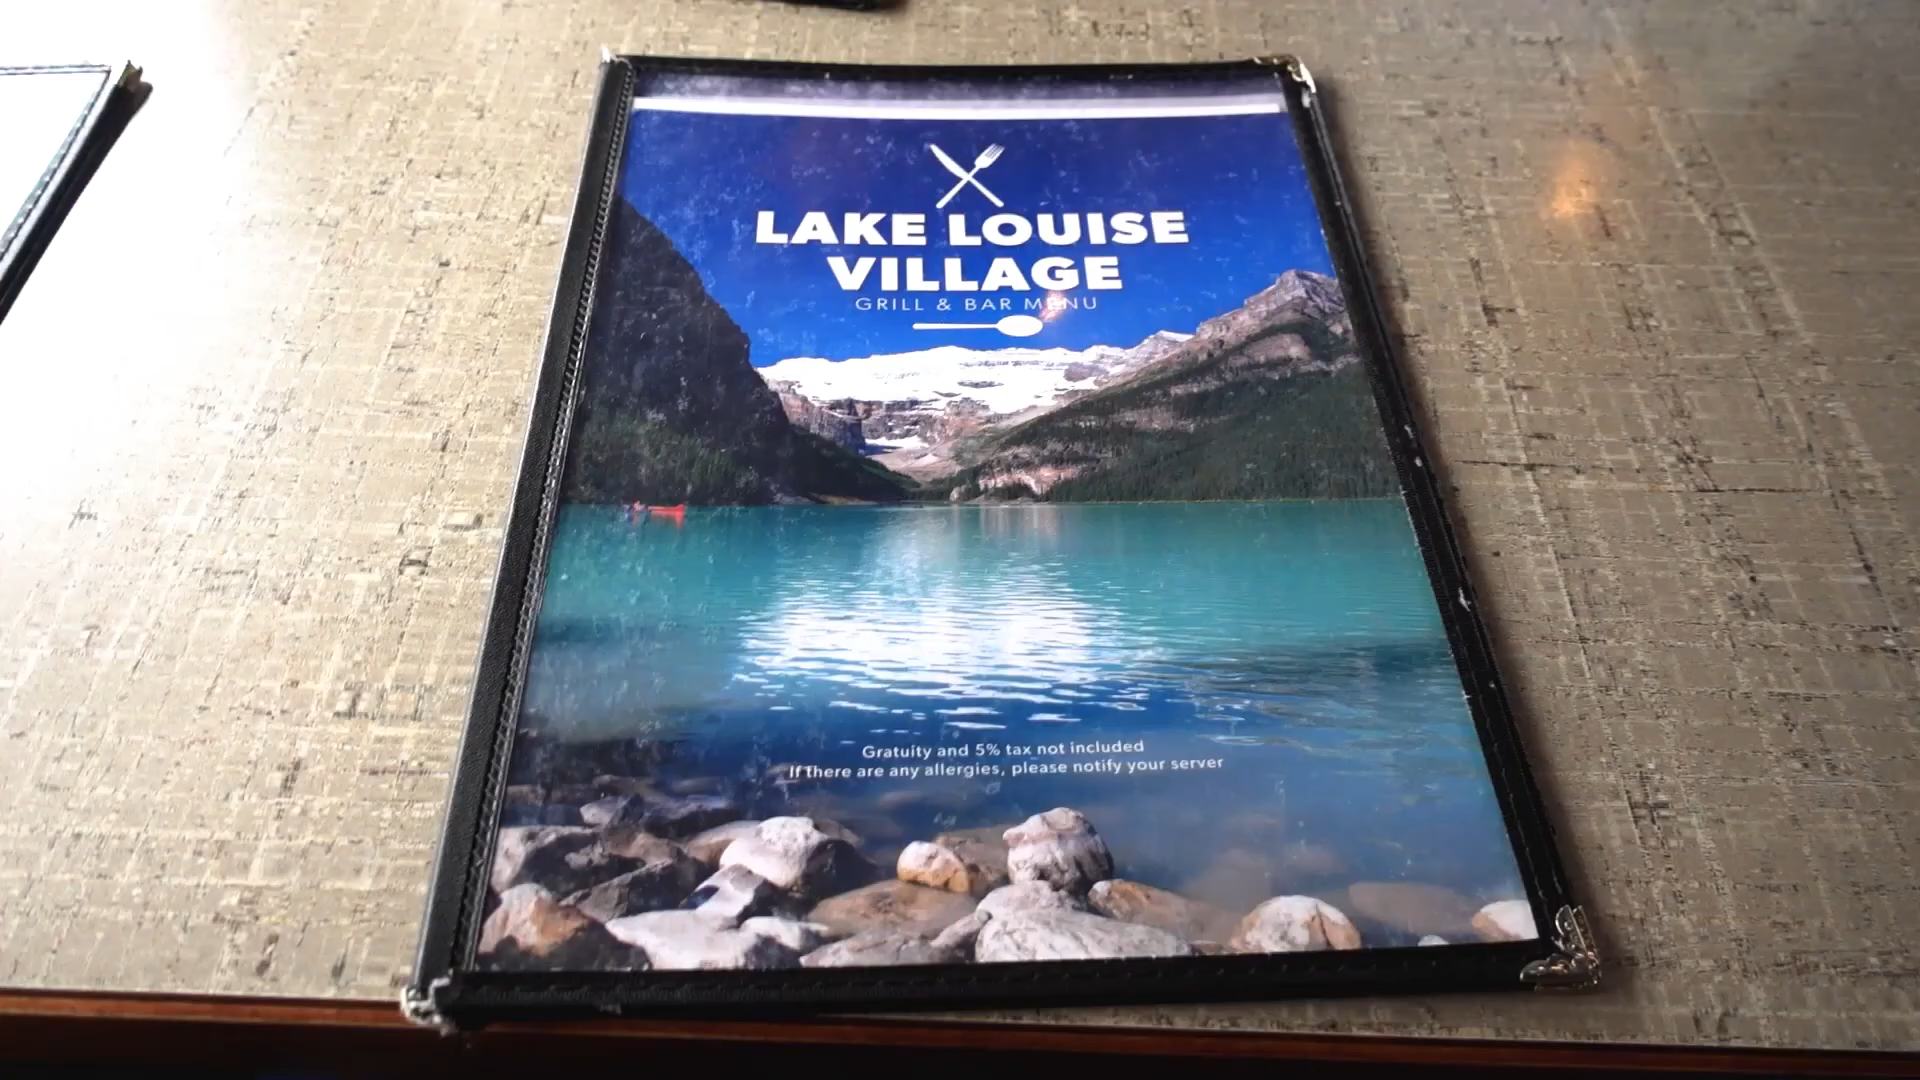 LAKE LOUISE
VILLAGE
GRILL & BAR MENU
Gratuity and 5% tax not included
If there are any allergies, please notify your server